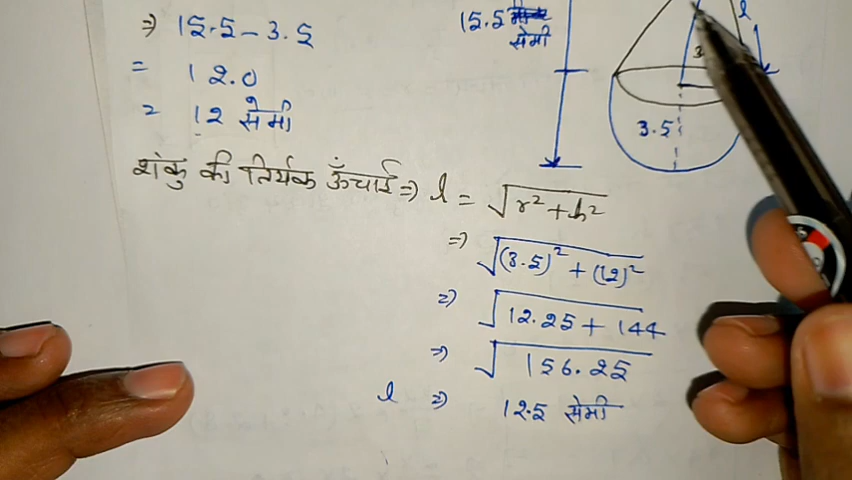 ⇒ 15.5 - 3.5
= 12.0
= 12 सेमी
15.5
सेमी
l
3.5
शंकु की तिर्यक ऊँचाई ⇒ l = √r² + h²
⇒ √(3.5)² + (12)²
⇒ √12.25 + 144
⇒ √156.25
l ⇒ 12.5 सेमी